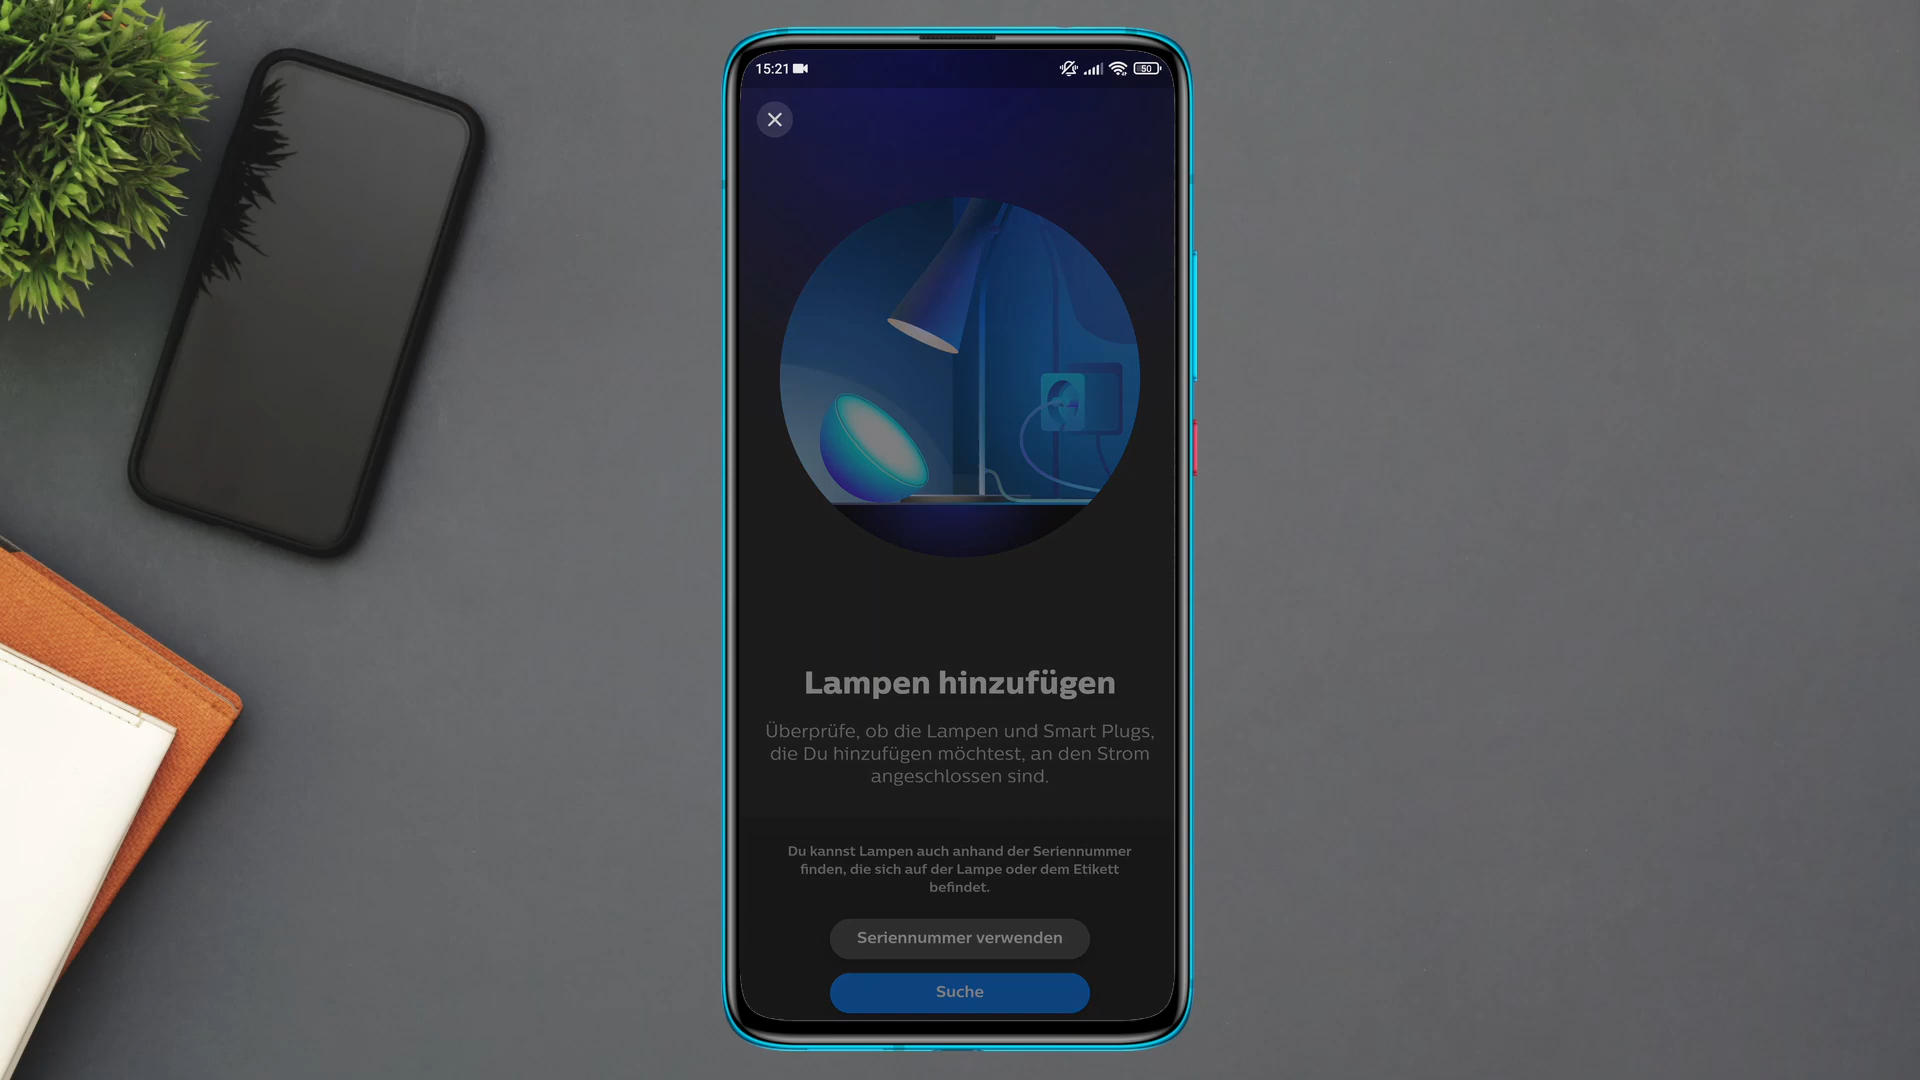 15:21
50
Lampen hinzufügen
Überprüfe, ob die Lampen und Smart Plugs,
die Du hinzufügen möchtest, an den Strom
angeschlossen sind.
Du kannst Lampen auch anhand der Seriennummer
finden, die sich auf der Lampe oder dem Etikett
befindet.
Seriennummer verwenden
Suche